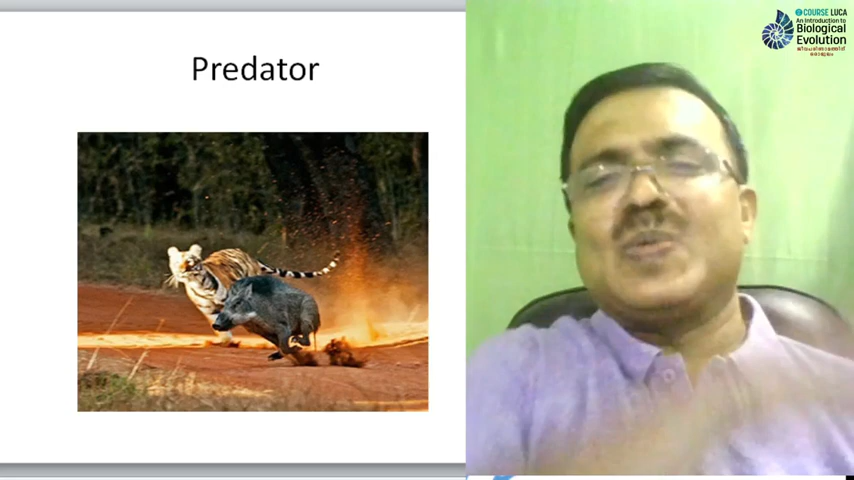 Predator
COURSE LUCA
An Introduction to
Biological
Evolution